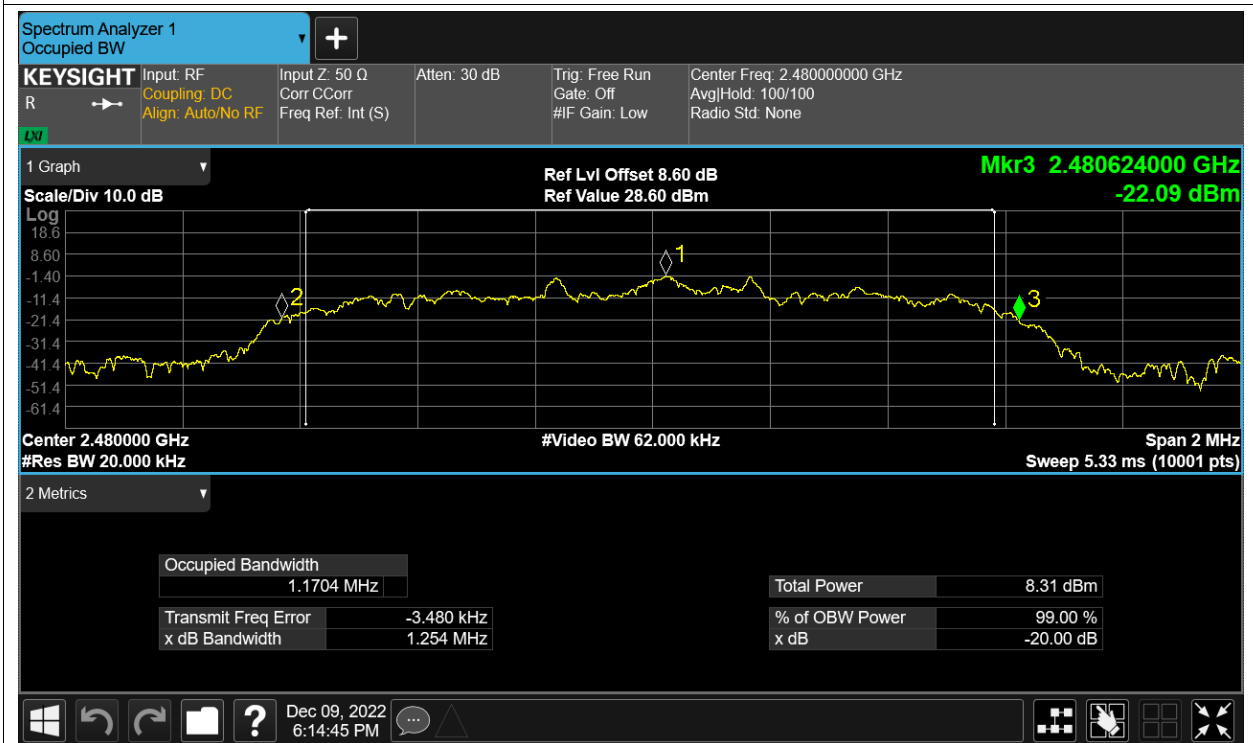 Spectrum Analyzer 1
Occupied BW
KEYSIGHT
R
LXI
Input: RF
Coupling: DC
Align: Auto/No RF
Input Z: 50 Ω
Corr CCorr
Freq Ref: Int (S)
Atten: 30 dB
Trig: Free Run
Gate: Off
#IF Gain: Low
Center Freq: 2.480000000 GHz
Avg|Hold: 100/100
Radio Std: None
1 Graph
Scale/Div 10.0 dB
Ref Lvl Offset 8.60 dB
Ref Value 28.60 dBm
Mkr3 2.480624000 GHz
-22.09 dBm
Log
18.6
8.60
-1.40
-11.4
-21.4
-31.4
-41.4
-51.4
-61.4
1
2
3
Center 2.480000 GHz
#Res BW 20.000 kHz
#Video BW 62.000 kHz
Span 2 MHz
Sweep 5.33 ms (10001 pts)
2 Metrics
Occupied Bandwidth
1.1704 MHz
Transmit Freq Error -3.480 kHz
x dB Bandwidth 1.254 MHz
Total Power 8.31 dBm
% of OBW Power 99.00 %
x dB -20.00 dB
?
Dec 09, 2022
6:14:45 PM